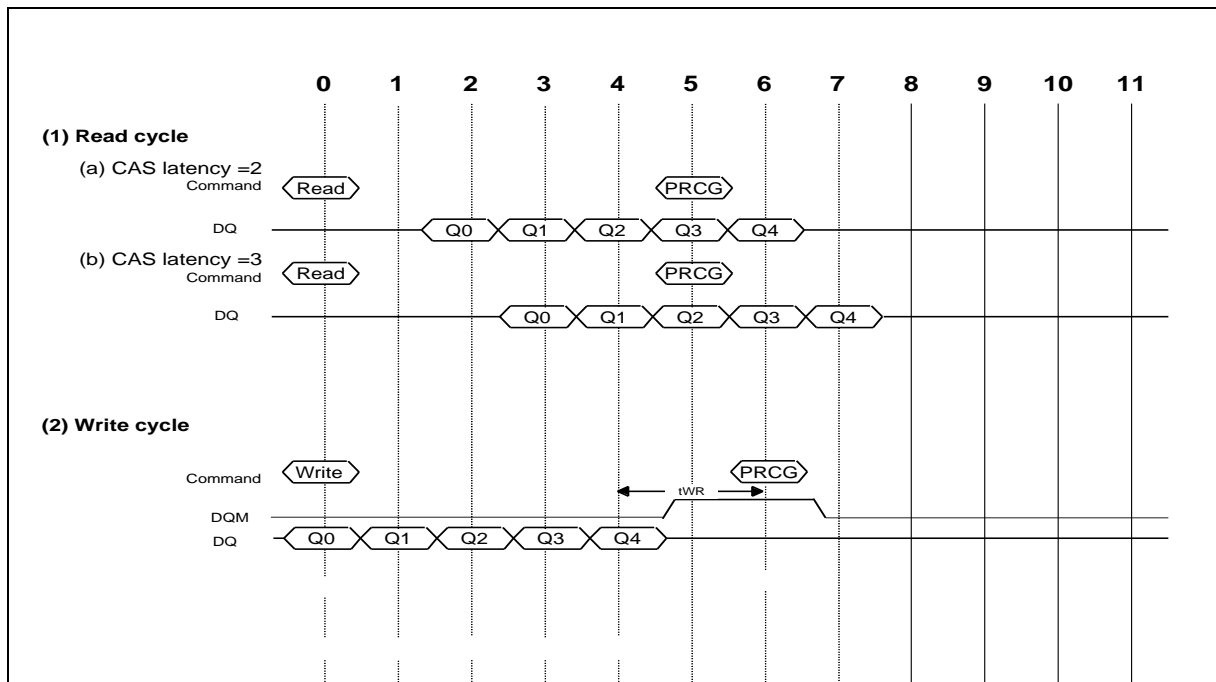 0 1 2 3 4 5 6 7 8 9 10 11
(1) Read cycle
(a) CAS latency =2
Command Read PRCG
DQ Q0 Q1 Q2 Q3 Q4
(b) CAS latency =3
Command Read PRCG
DQ Q0 Q1 Q2 Q3 Q4
(2) Write cycle
Command Write PRCG
tWR
DQM
DQ Q0 Q1 Q2 Q3 Q4